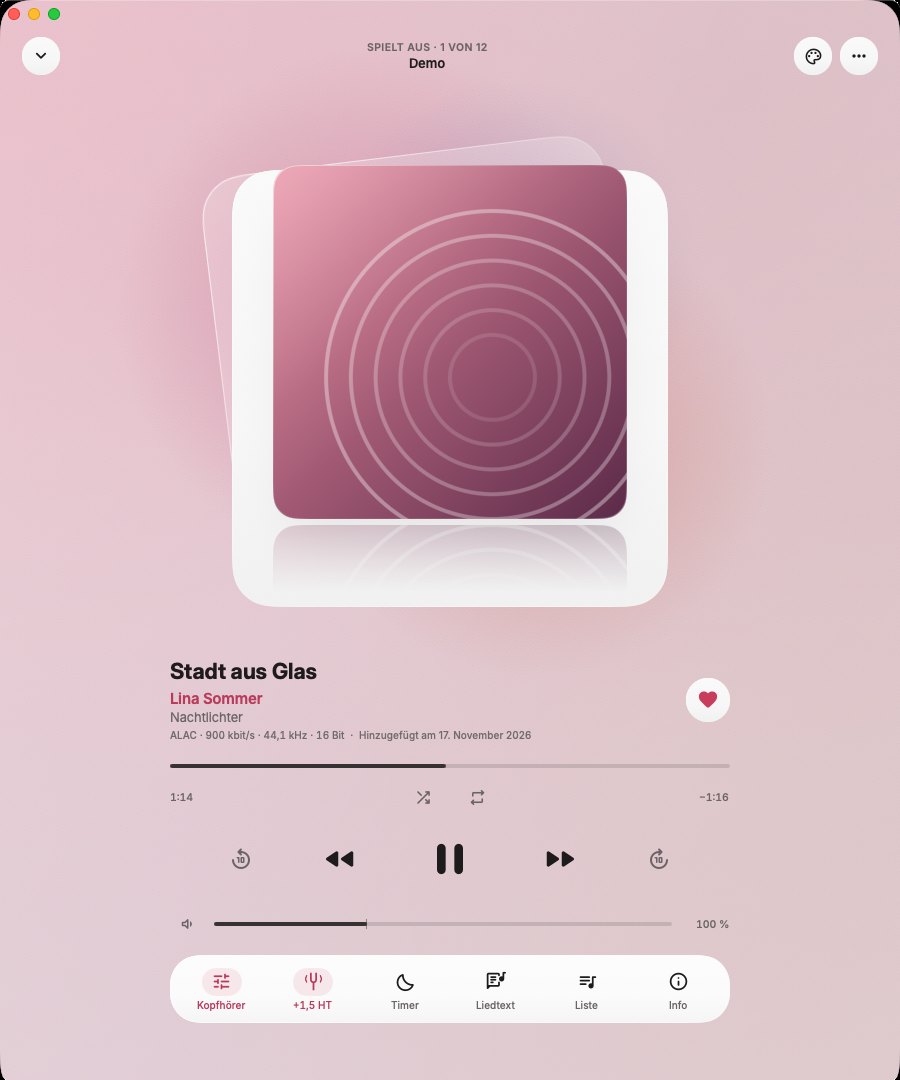 SPIELT AUS · 1 VON 12
Demo
Stadt aus Glas
Lina Sommer
Nachtlichter
ALAC · 900 kbit/s · 44,1 kHz · 16 Bit · Hinzugefügt am 17. November 2026
1:14
−1:16
10
10
100 %
Kopfhörer
+1,5 HT
Timer
Liedtext
Liste
Info